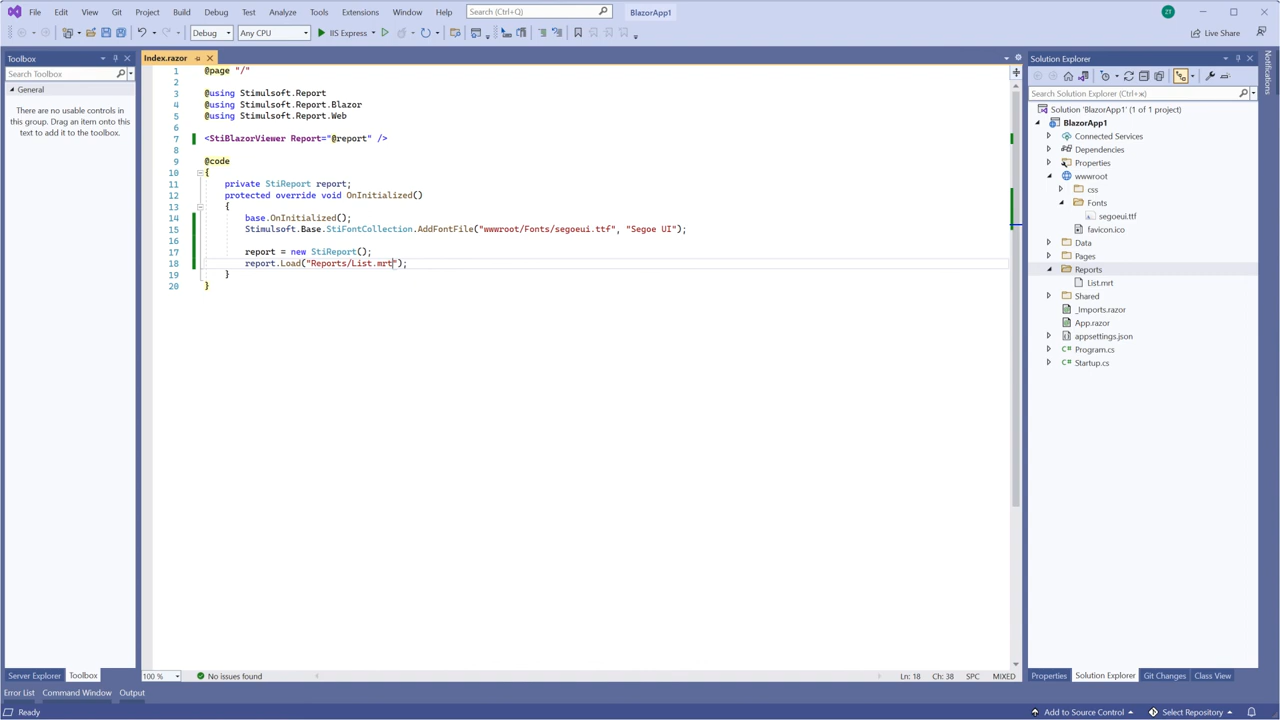 File Edit View Git Project Build Debug Test Analyze Tools Extensions Window Help Search (Ctrl+Q) BlazorApp1 ZT
Debug Any CPU IIS Express Live Share
Toolbox
Search Toolbox
General
There are no usable controls in
this group. Drag an item onto this
text to add it to the toolbox.
Index.razor
1 @page "/"
2
3 @using Stimulsoft.Report
4 @using Stimulsoft.Report.Blazor
5 @using Stimulsoft.Report.Web
6
7 <StiBlazorViewer Report="@report" />
8
9 @code
10 {
11 private StiReport report;
12 protected override void OnInitialized()
13 {
14 base.OnInitialized();
15 Stimulsoft.Base.StiFontCollection.AddFontFile("wwwroot/Fonts/segoeui.ttf", "Segoe UI");
16
17 report = new StiReport();
18 report.Load("Reports/List.mrt");
19 }
20 }
Solution Explorer
Search Solution Explorer (Ctrl+ж)
Solution 'BlazorApp1' (1 of 1 project)
BlazorApp1
Connected Services
Dependencies
Properties
wwwroot
css
Fonts
segoeui.ttf
favicon.ico
Data
Pages
Reports
List.mrt
Shared
_Imports.razor
App.razor
appsettings.json
Program.cs
Startup.cs
Notifications
Server Explorer Toolbox
100 % No issues found Ln: 18 Ch: 38 SPC MIXED
Properties Solution Explorer Git Changes Class View
Error List Command Window Output
Ready Add to Source Control Select Repository